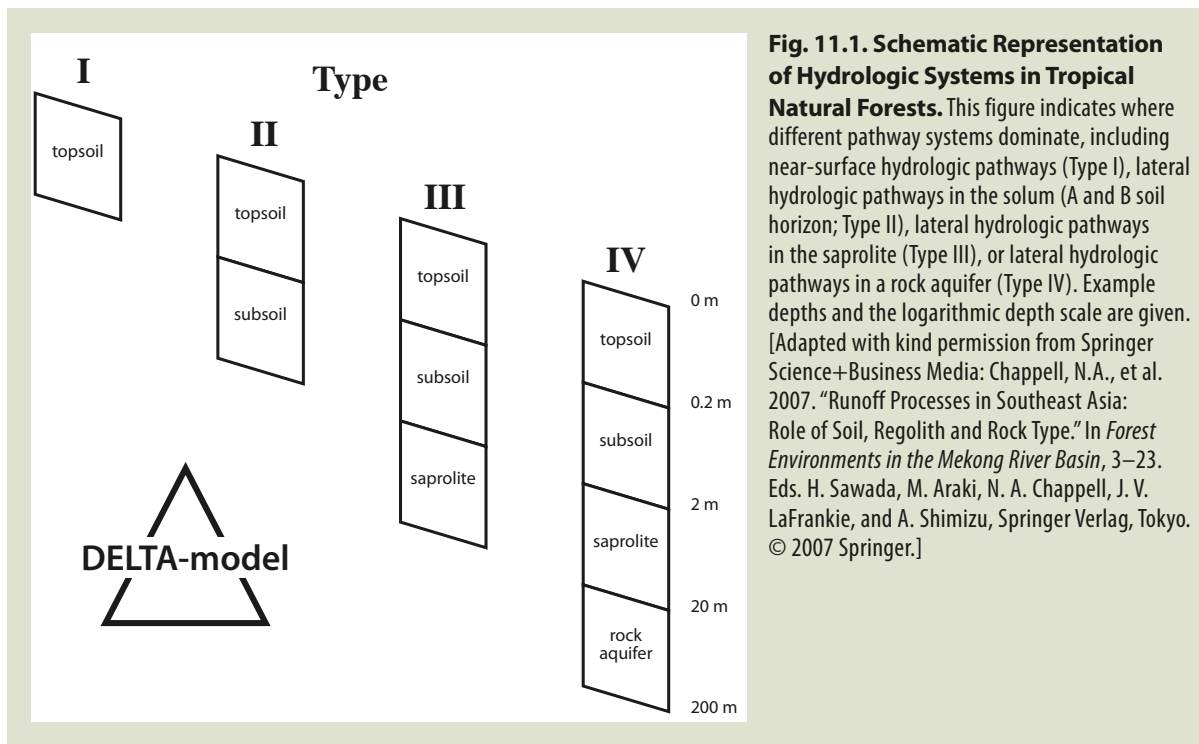 I
Type
topsoil
II
topsoil
subsoil
III
topsoil
subsoil
saprolite
IV
topsoil
subsoil
saprolite
rock
aquifer
0 m
0.2 m
2 m
20 m
200 m
DELTA-model
Fig. 11.1. Schematic Representation
of Hydrologic Systems in Tropical
Natural Forests. This figure indicates where
different pathway systems dominate, including
near-surface hydrologic pathways (Type I), lateral
hydrologic pathways in the solum (A and B soil
horizon; Type II), lateral hydrologic pathways
in the saprolite (Type III), or lateral hydrologic
pathways in a rock aquifer (Type IV). Example
depths and the logarithmic depth scale are given.
[Adapted with kind permission from Springer
Science+Business Media: Chappell, N.A., et al.
2007. “Runoff Processes in Southeast Asia:
Role of Soil, Regolith and Rock Type.” In Forest
Environments in the Mekong River Basin, 3–23.
Eds. H. Sawada, M. Araki, N. A. Chappell, J. V.
LaFrankie, and A. Shimizu, Springer Verlag, Tokyo.
© 2007 Springer.]